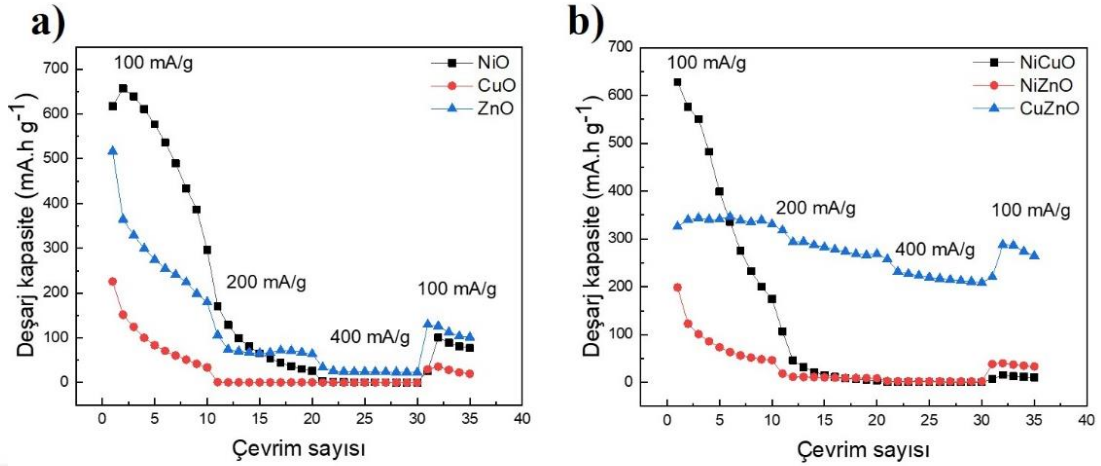 a)
700
600
500
400
300
200
100
0
Deşarj kapasite (mA.h g-1)
100 mA/g
200 mA/g
400 mA/g
100 mA/g
NiO
CuO
ZnO
0 5 10 15 20 25 30 35 40
Çevrim sayısı
b)
700
600
500
400
300
200
100
0
Deşarj kapasite (mA.h g-1)
100 mA/g
200 mA/g
400 mA/g
100 mA/g
NiCuO
NiZnO
CuZnO
0 5 10 15 20 25 30 35 40
Çevrim sayısı